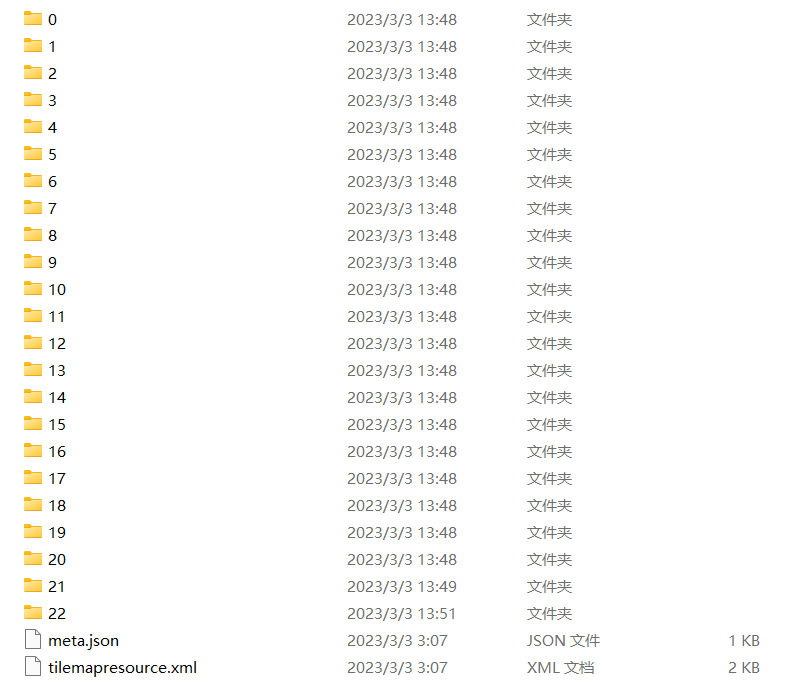 0 2023/3/3 13:48 文件夹
1 2023/3/3 13:48 文件夹
2 2023/3/3 13:48 文件夹
3 2023/3/3 13:48 文件夹
4 2023/3/3 13:48 文件夹
5 2023/3/3 13:48 文件夹
6 2023/3/3 13:48 文件夹
7 2023/3/3 13:48 文件夹
8 2023/3/3 13:48 文件夹
9 2023/3/3 13:48 文件夹
10 2023/3/3 13:48 文件夹
11 2023/3/3 13:48 文件夹
12 2023/3/3 13:48 文件夹
13 2023/3/3 13:48 文件夹
14 2023/3/3 13:48 文件夹
15 2023/3/3 13:48 文件夹
16 2023/3/3 13:48 文件夹
17 2023/3/3 13:48 文件夹
18 2023/3/3 13:48 文件夹
19 2023/3/3 13:48 文件夹
20 2023/3/3 13:48 文件夹
21 2023/3/3 13:49 文件夹
22 2023/3/3 13:51 文件夹
meta.json 2023/3/3 3:07 JSON 文件 1 KB
tilemapresource.xml 2023/3/3 3:07 XML 文档 2 KB